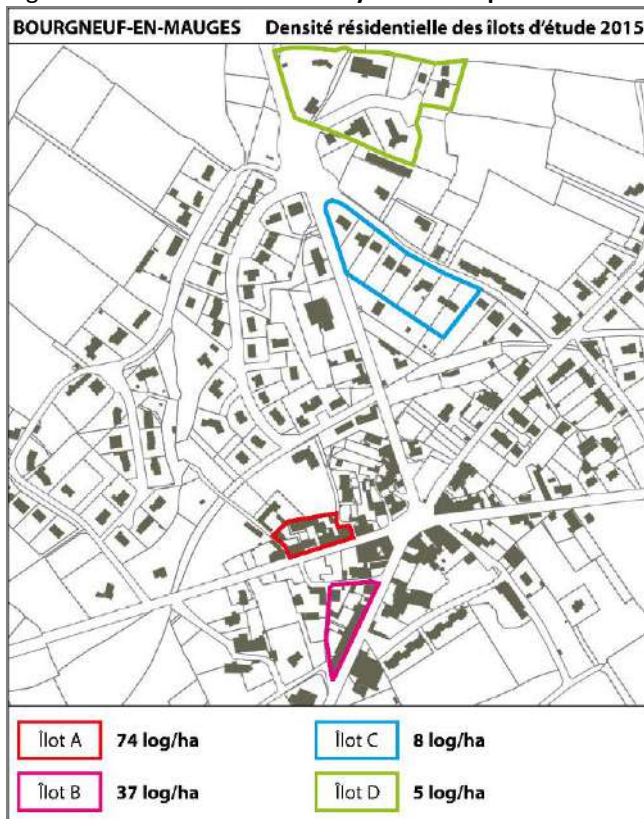 BOURGNEUF-EN-MAUGES Densité résidentielle des îlots d'étude 2015
Îlot A 74 log/ha
Îlot C 8 log/ha
Îlot B 37 log/ha
Îlot D 5 log/ha